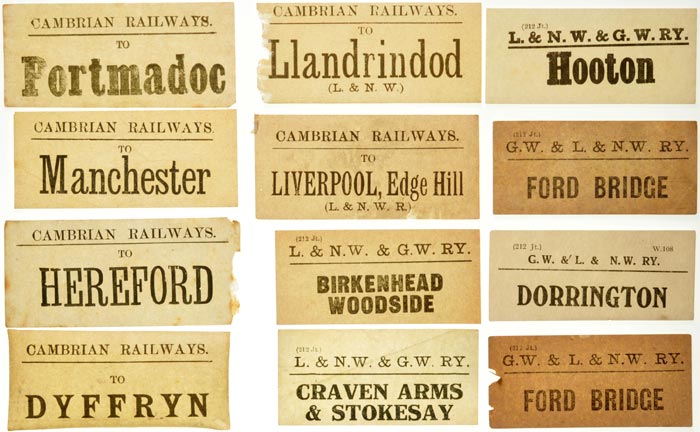 CAMBRIAN RAILWAYS.
TO
Portmadoc
CAMBRIAN RAILWAYS.
TO
Manchester
CAMBRIAN RAILWAYS.
TO
HEREFORD
CAMBRIAN RAILWAYS.
TO
DYFFRYN
CAMBRIAN RAILWAYS.
TO
Llandrindod
(L. & N. W.)
CAMBRIAN RAILWAYS.
TO
LIVERPOOL, Edge Hill
(L. & N. W. R.)
(212 Jt.)
L. & N.W. & G.W. RY.
BIRKENHEAD
WOODSIDE
(212 Jt.)
L. & N.W. & G.W. RY.
CRAVEN ARMS
& STOKESAY
(212 Jt.)
L. & N. W. & G. W. RY.
Hooton
(212 Jt.)
G.W. & L. & N.W. RY.
FORD BRIDGE
(212 Jt.) W.108
G. W. & L. & N. W. RY.
DORRINGTON
(212 Jt.)
G.W. & L. & N.W. RY.
FORD BRIDGE